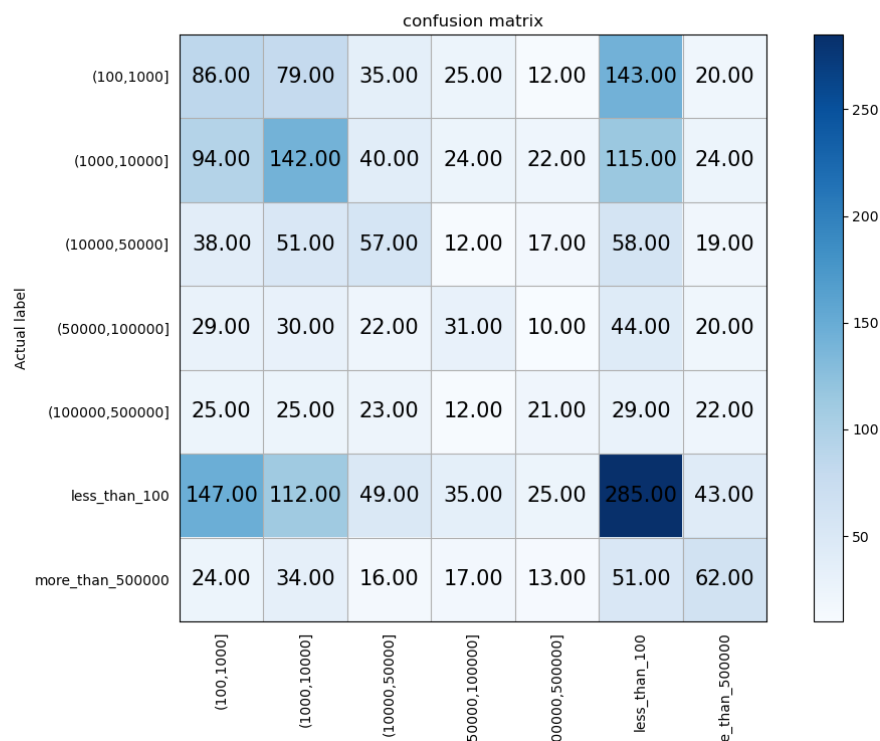 confusion matrix
(100,1000] 86.00 79.00 35.00 25.00 12.00 143.00 20.00
(1000,10000] 94.00 142.00 40.00 24.00 22.00 115.00 24.00
(10000,50000] 38.00 51.00 57.00 12.00 17.00 58.00 19.00
(50000,100000] 29.00 30.00 22.00 31.00 10.00 44.00 20.00
(100000,500000] 25.00 25.00 23.00 12.00 21.00 29.00 22.00
less_than_100 147.00 112.00 49.00 35.00 25.00 285.00 43.00
more_than_500000 24.00 34.00 16.00 17.00 13.00 51.00 62.00
Actual label
(100,1000]
(1000,10000]
(10000,50000]
50000,100000]
00000,500000]
less_than_100
e_than_500000
250
200
150
100
50